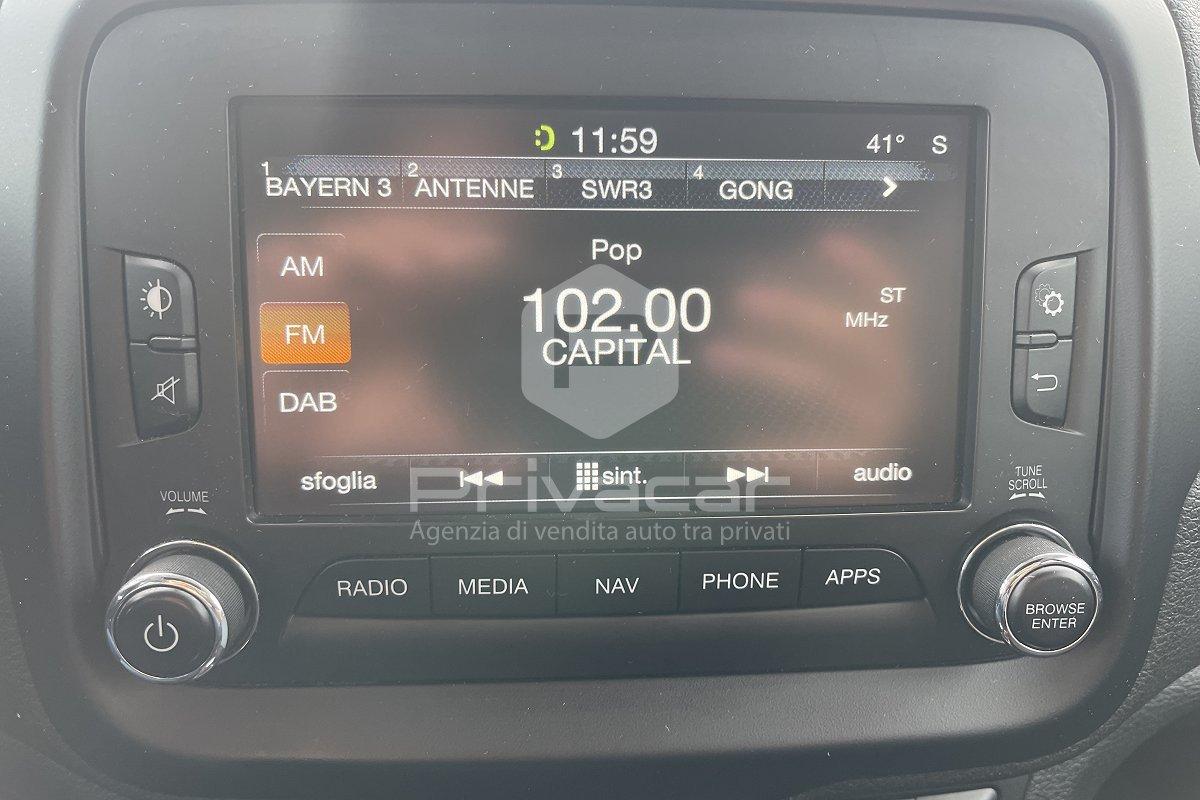 11:59 41° S
1 BAYERN 3 2 ANTENNE 3 SWR3 4 GONG
Pop
AM
102.00 ST
MHz
FM
CAPITAL
DAB
sfoglia sint. audio
Privacar
Agenzia di vendita auto tra privati
VOLUME
TUNE
SCROLL
RADIO MEDIA NAV PHONE APPS
BROWSE
ENTER